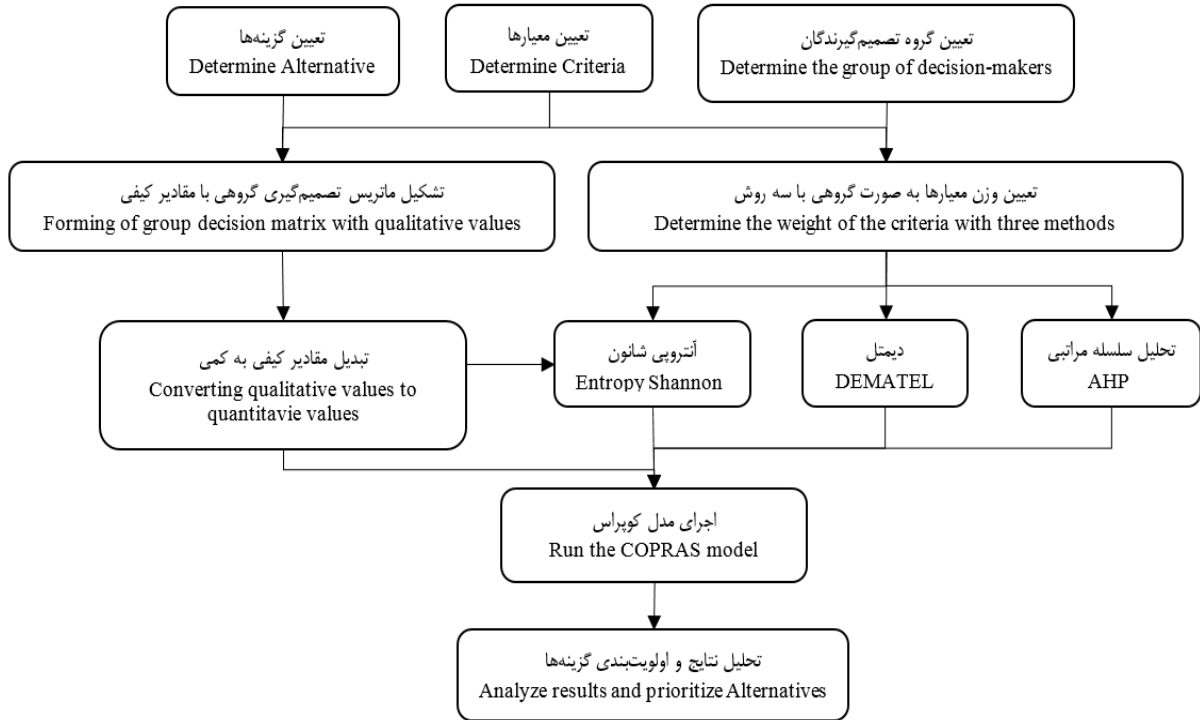 تعیین گزینه‌ها
Determine Alternative
تعیین معیارها
Determine Criteria
تعیین گروه تصمیم‌گیرندگان
Determine the group of decision-makers
تشکیل ماتریس تصمیم‌گیری گروهی با مقادیر کیفی
Forming of group decision matrix with qualitative values
تعیین وزن معیارها به صورت گروهی با سه روش
Determine the weight of the criteria with three methods
تبدیل مقادیر کیفی به کمی
Converting qualitative values to
quantitavie values
آنتروپی شانون
Entropy Shannon
دیمتل
DEMATEL
تحلیل سلسله مراتبی
AHP
اجرای مدل کوپراس
Run the COPRAS model
تحلیل نتایج و اولویت‌بندی گزینه‌ها
Analyze results and prioritize Alternatives